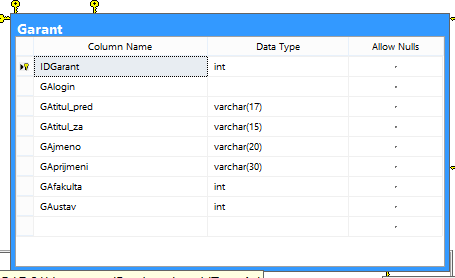 Garant
Column Name Data Type Allow Nulls
IDGarant int
GAlogin
GAtitul_pred varchar(17)
GAtitul_za varchar(15)
GAjmeno varchar(20)
GAprijmeni varchar(30)
GAfakulta int
GAustav int